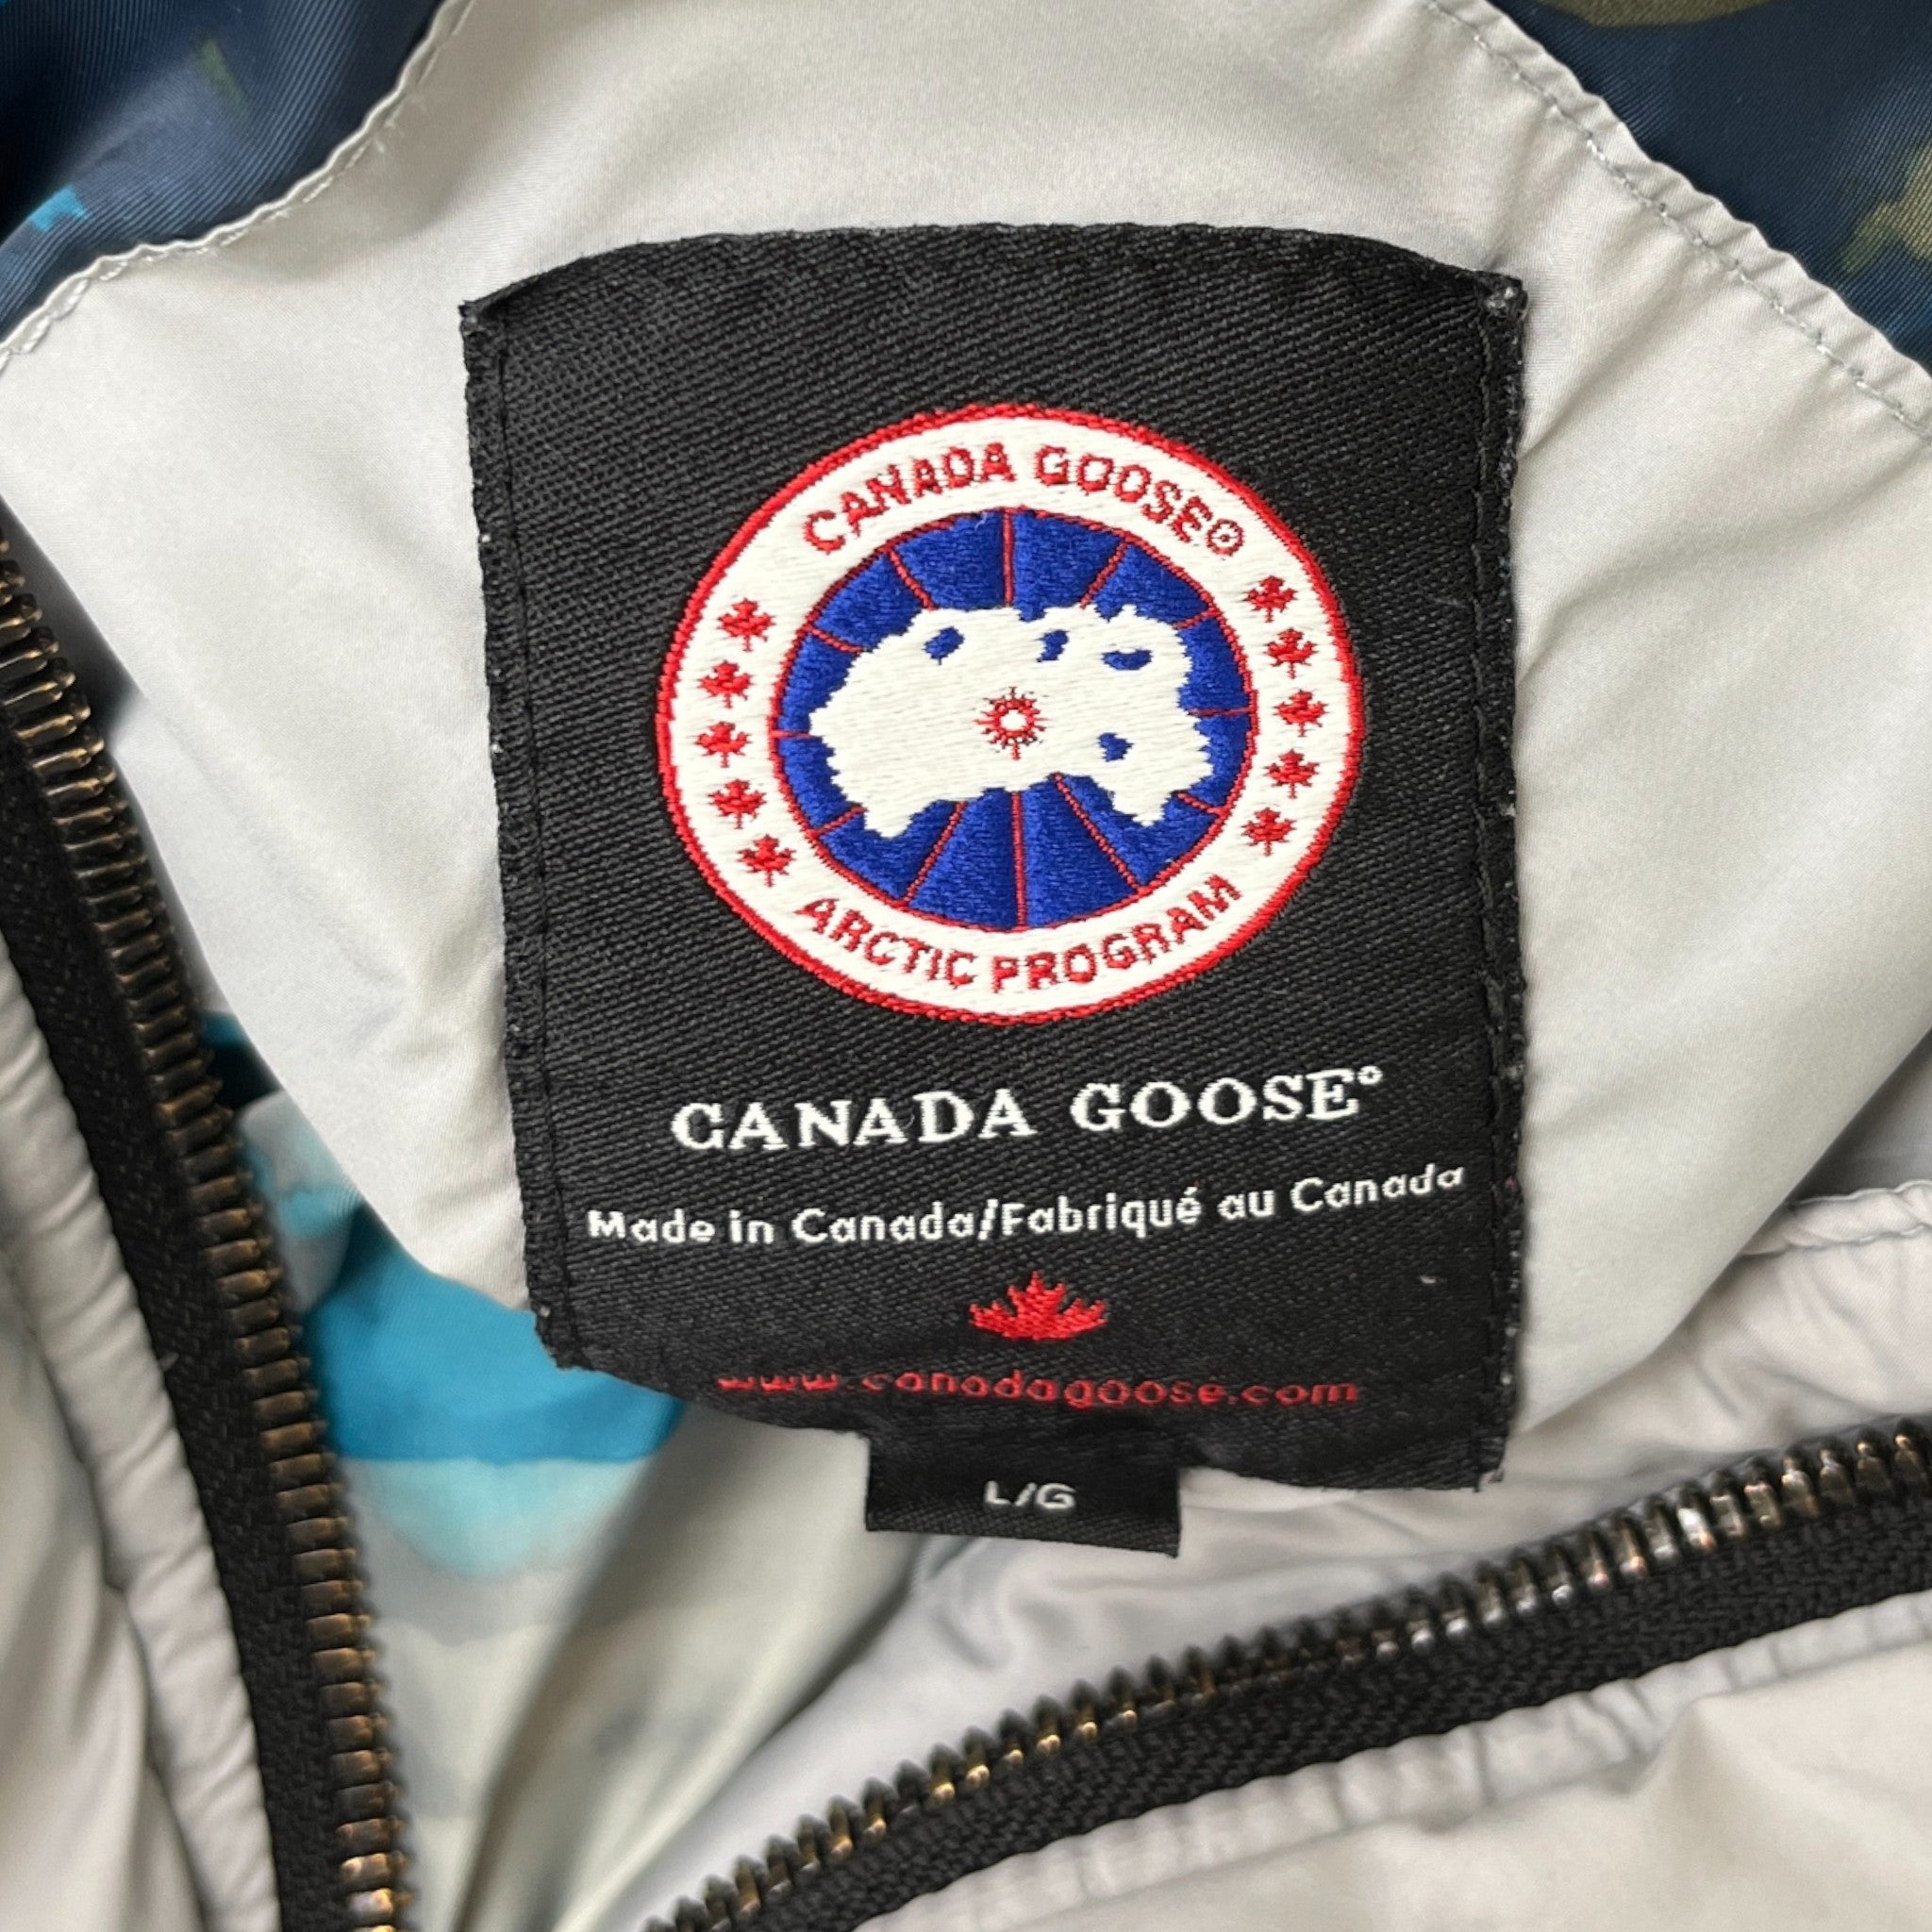 CANADA GOOSE®
ARCTIC PROGRAM
CANADA GOOSE®
Made in Canada/Fabriqué au Canada
www.canadagoose.com
L/G